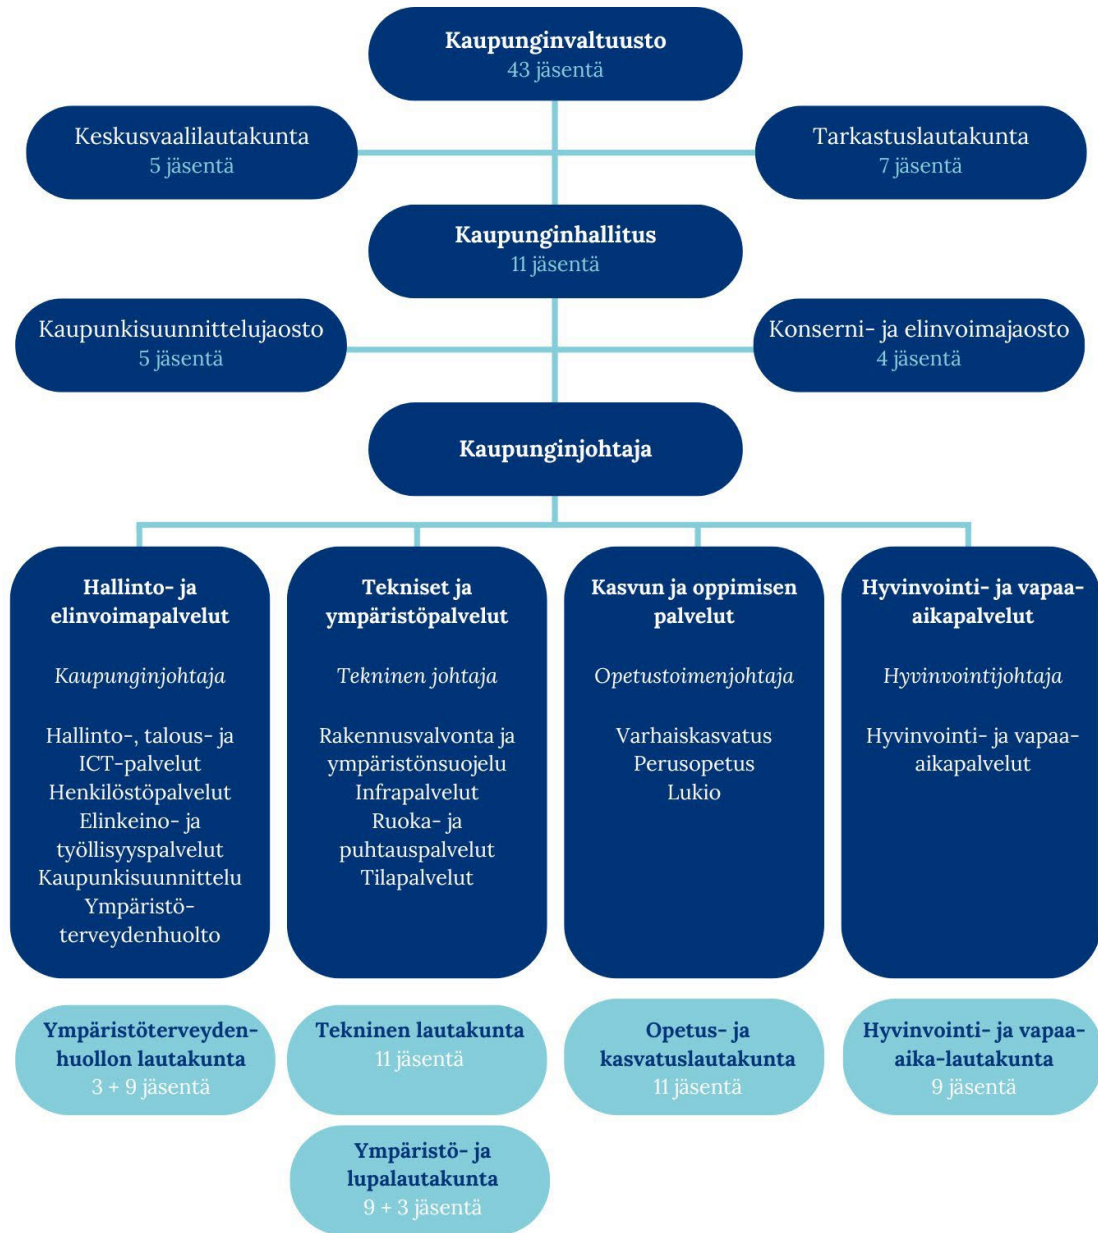 Kaupunginvaltuusto
43 jäsentä
Keskusvaalilautakunta
5 jäsentä
Tarkastuslautakunta
7 jäsentä
Kaupunginhallitus
11 jäsentä
Kaupunkisuunnittelujaosto
5 jäsentä
Konserni- ja elinvoimajaosto
4 jäsentä
Kaupunginjohtaja
Hallinto- ja
elinvoimapalvelut
Kaupunginjohtaja
Hallinto-, talous- ja
ICT-palvelut
Henkilöstöpalvelut
Elinkeino- ja
työllisyyspalvelut
Kaupunkisuunnittelu
Ympäristö-
terveydenhuolto
Tekniset ja
ympäristöpalvelut
Tekninen johtaja
Rakennusvalvonta ja
ympäristönsuojelu
Infrapalvelut
Ruoka- ja
puhtauspalvelut
Tilapalvelut
Kasvun ja oppimisen
palvelut
Opetustoimenjohtaja
Varhaiskasvatus
Perusopetus
Lukio
Hyvinvointi- ja vapaa-
aikapalvelut
Hyvinvointijohtaja
Hyvinvointi- ja vapaa-
aikapalvelut
Ympäristöterveyden-
huollon lautakunta
3 + 9 jäsentä
Tekninen lautakunta
11 jäsentä
Opetus- ja
kasvatuslautakunta
11 jäsentä
Hyvinvointi- ja vapaa-
aika-lautakunta
9 jäsentä
Ympäristö- ja
lupalautakunta
9 + 3 jäsentä